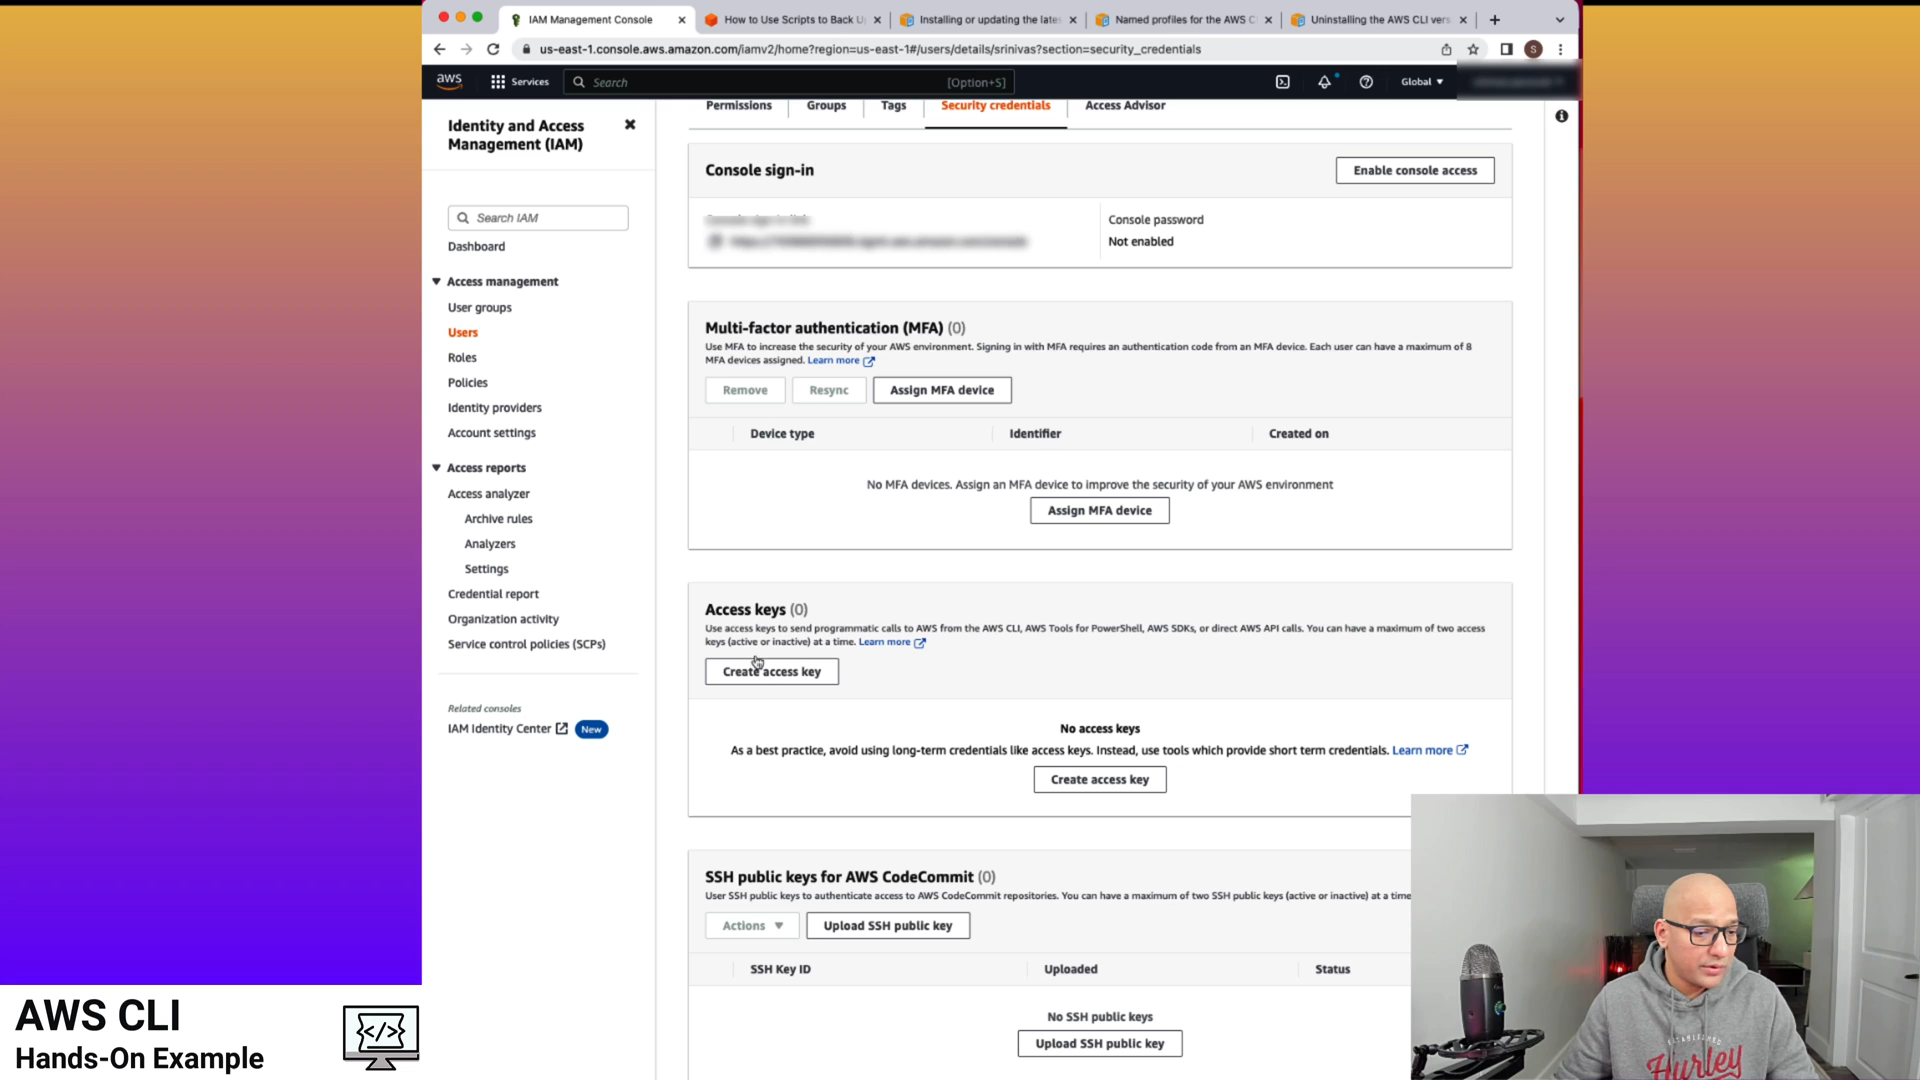 IAM Management Console
How to Use Scripts to Back U
Installing or updating the late
Named profiles for the AWS C
Uninstalling the AWS CLI vers
us-east-1.console.aws.amazon.com/iamv2/home?region=us-east-1#/users/details/srinivas?section=security_credentials
S
aws
Services
Search
[Option+S]
Global
Identity and Access
Management (IAM)
Search IAM
Dashboard
Access management
User groups
Users
Roles
Policies
Identity providers
Account settings
Access reports
Access analyzer
Archive rules
Analyzers
Settings
Credential report
Organization activity
Service control policies (SCPs)
Related consoles
IAM Identity Center
New
Permissions
Groups
Tags
Security credentials
Access Advisor
Console sign-in
Enable console access
Console password
Not enabled
Multi-factor authentication (MFA) (0)
Use MFA to increase the security of your AWS environment. Signing in with MFA requires an authentication code from an MFA device. Each user can have a maximum of 8
MFA devices assigned. Learn more
Remove
Resync
Assign MFA device
Device type
Identifier
Created on
No MFA devices. Assign an MFA device to improve the security of your AWS environment
Assign MFA device
Access keys (0)
Use access keys to send programmatic calls to AWS from the AWS CLI, AWS Tools for PowerShell, AWS SDKs, or direct AWS API calls. You can have a maximum of two access
keys (active or inactive) at a time. Learn more
Create access key
No access keys
As a best practice, avoid using long-term credentials like access keys. Instead, use tools which provide short term credentials. Learn more
Create access key
SSH public keys for AWS CodeCommit (0)
User SSH public keys to authenticate access to AWS CodeCommit repositories. You can have a maximum of two SSH public keys (active or inactive) at a time
Actions
Upload SSH public key
SSH Key ID
Uploaded
Status
No SSH public keys
Upload SSH public key
AWS CLI
Hands-On Example
</>
Hurley